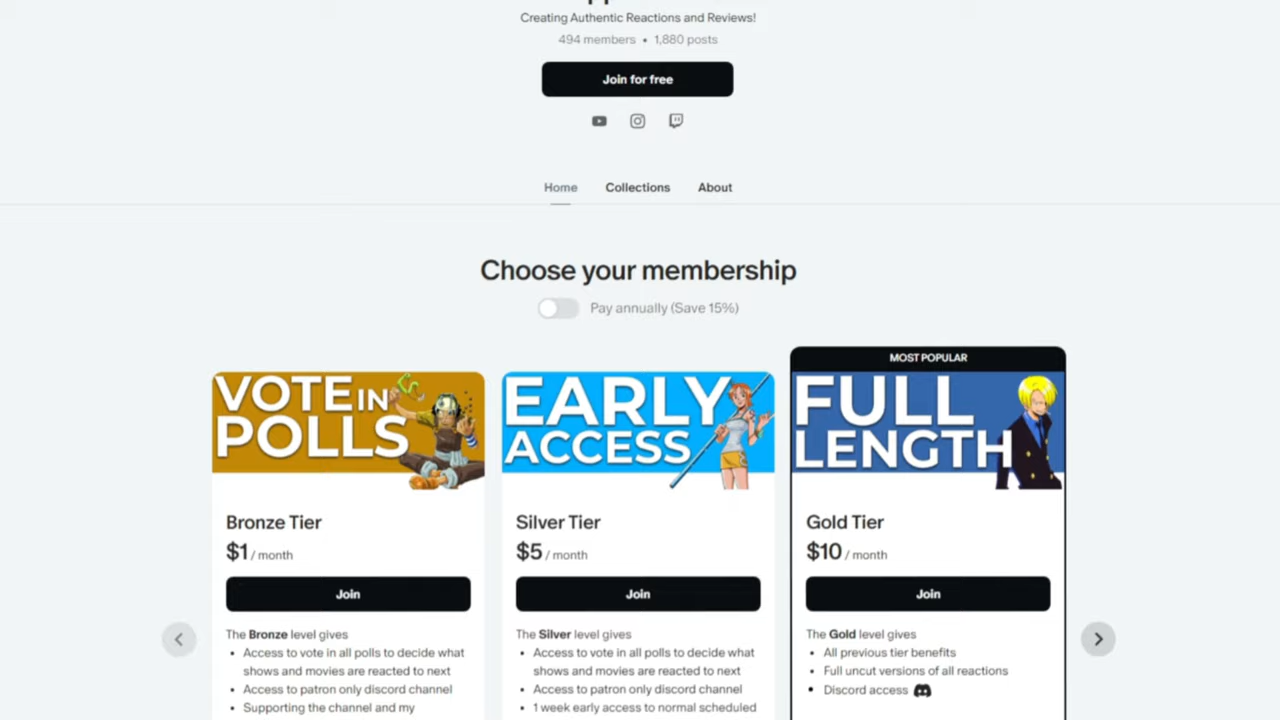 Creating Authentic Reactions and Reviews!
494 members • 1,880 posts
Join for free
Home Collections About
Choose your membership
Pay annually (Save 15%)
MOST POPULAR
VOTE IN
POLLS
EARLY
ACCESS
FULL
LENGTH
Bronze Tier
$1 / month
Join
The Bronze level gives
• Access to vote in all polls to decide what
shows and movies are reacted to next
• Access to patron only discord channel
• Supporting the channel and my
Silver Tier
$5 / month
Join
The Silver level gives
• Access to vote in all polls to decide what
shows and movies are reacted to next
• Access to patron only discord channel
• 1 week early access to normal scheduled
Gold Tier
$10 / month
Join
The Gold level gives
• All previous tier benefits
• Full uncut versions of all reactions
• Discord access